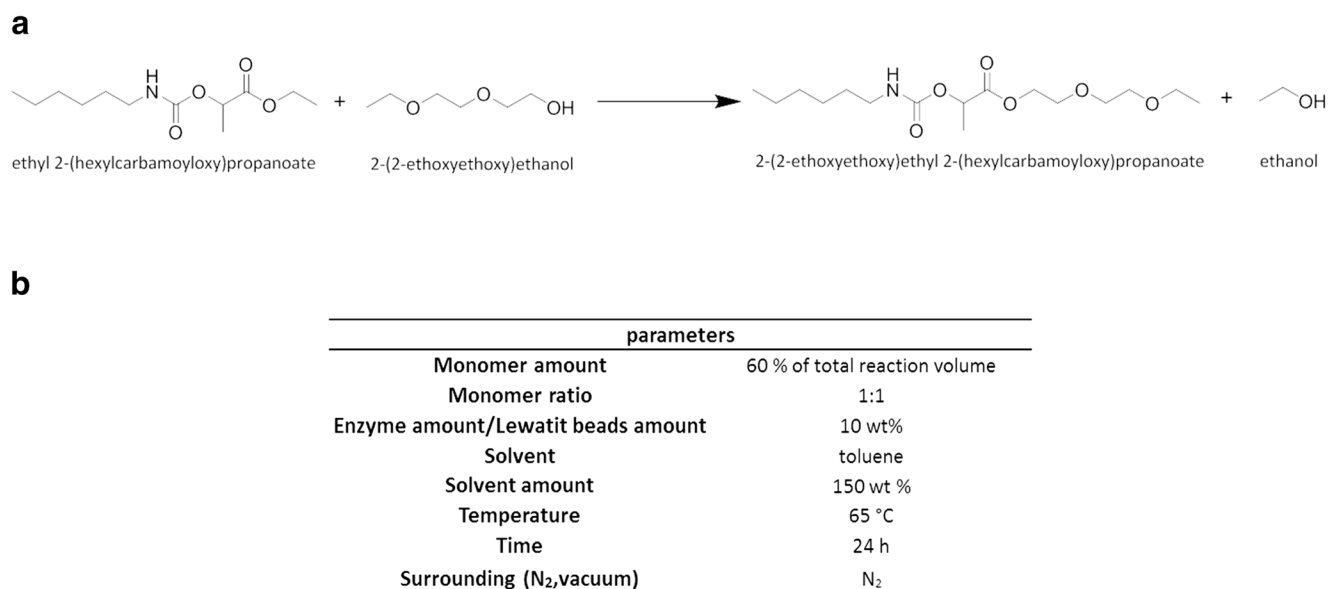 a
H
N
O
O
O
O
+
O
O
OH
H
N
O
O
O
O
O
O
+
OH
ethyl 2-(hexylcarbamoyloxy)propanoate
2-(2-ethoxyethoxy)ethanol
2-(2-ethoxyethoxy)ethyl 2-(hexylcarbamoyloxy)propanoate
ethanol
b
parameters
Monomer amount 60 % of total reaction volume
Monomer ratio 1:1
Enzyme amount/Lewatit beads amount 10 wt%
Solvent toluene
Solvent amount 150 wt %
Temperature 65 °C
Time 24 h
Surrounding (N₂,vacuum) N₂